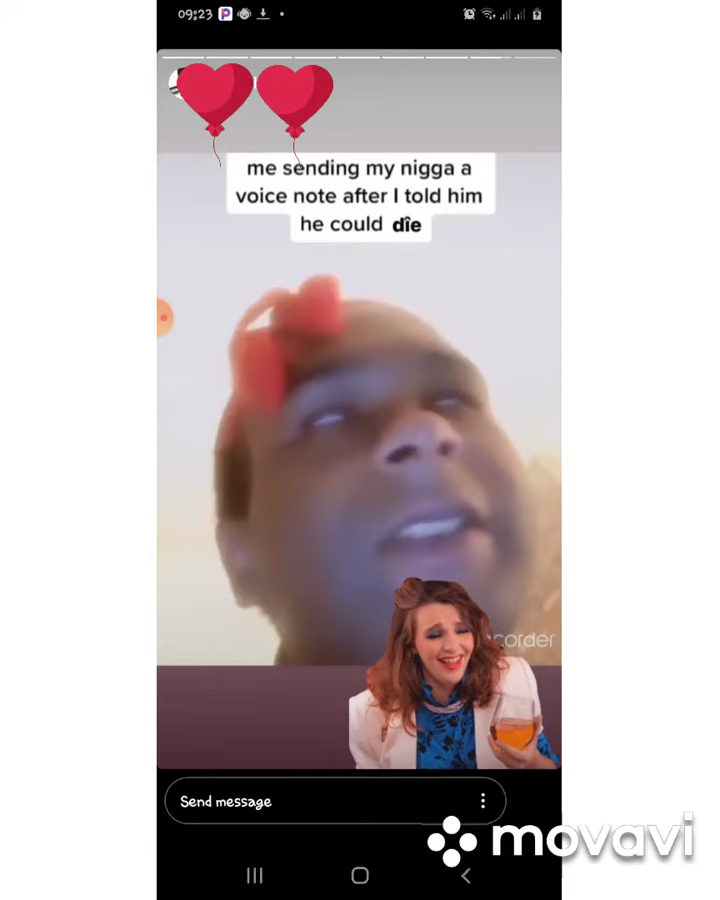 09:23
me sending my nigga a
voice note after I told him
he could dîe
corder
Send message
movavi